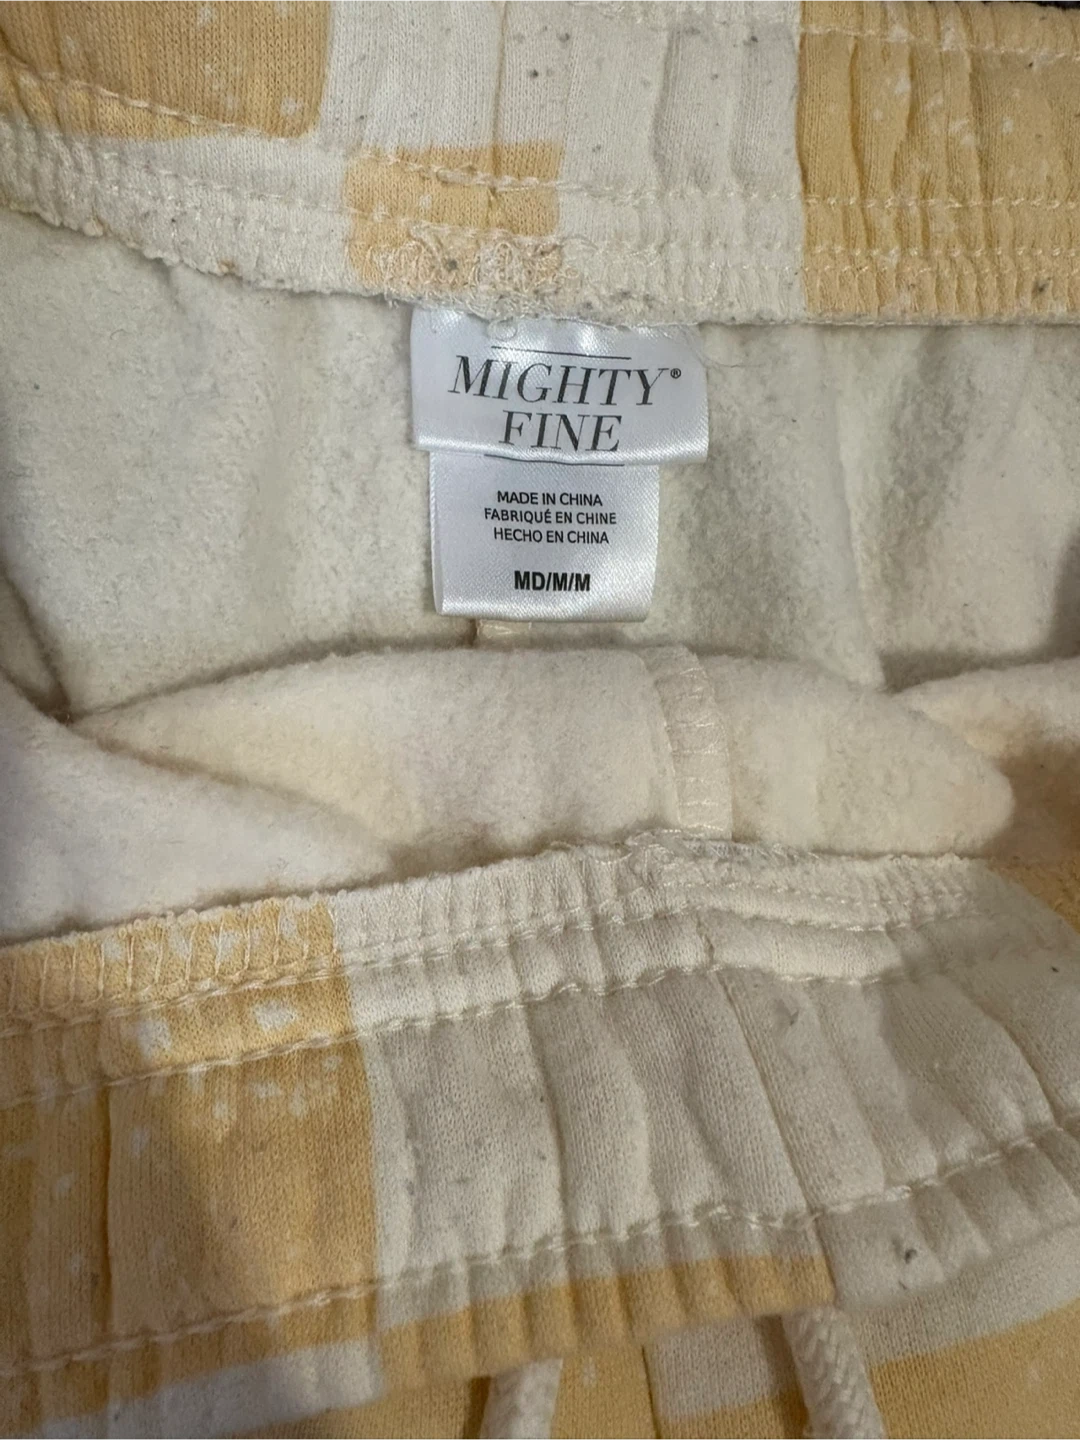 MIGHTY®
FINE
MADE IN CHINA
FABRIQUÉ EN CHINE
HECHO EN CHINA
MD/M/M